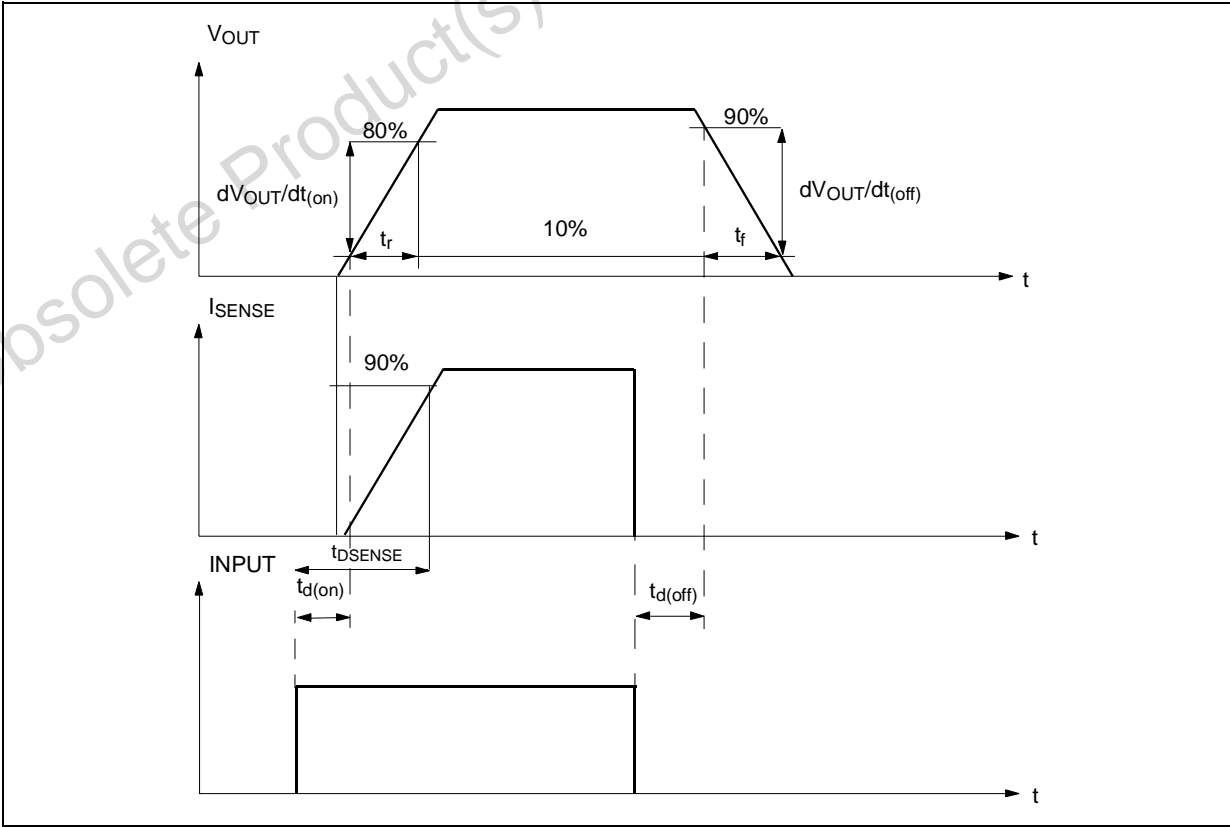 Obsolete Product(s)
VOUT
80%
90%
dVOUT/dt(on)
dVOUT/dt(off)
tr
10%
tf
t
ISENSE
90%
t
tDSENSE
INPUT
td(on)
td(off)
t